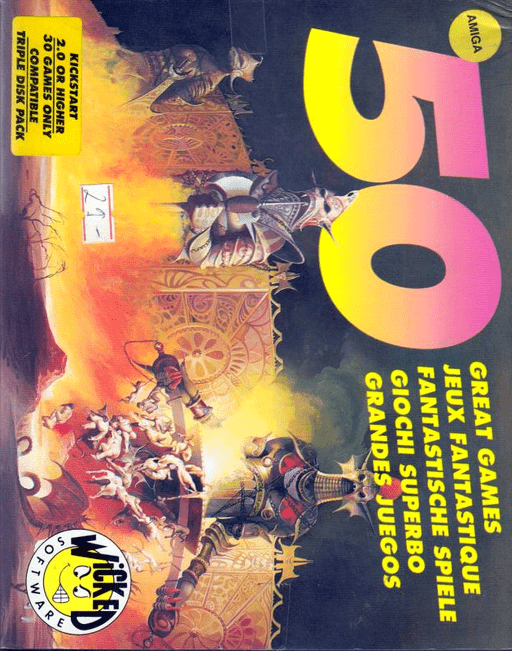 AMIGA
50
GREAT GAMES
JEUX FANTASTIQUE
FANTASTISCHE SPIELE
GIOCHI SUPERBO
GRANDES JUEGOS
KICKSTART
2.0 OR HIGHER
30 GAMES ONLY
COMPATIBLE
TRIPLE DISK PACK
29-
WICKED
SOFTWARE